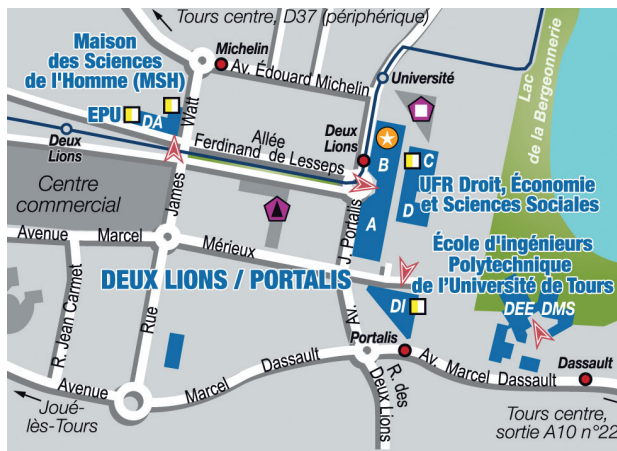 Tours centre, D37 (périphérique)
Maison
des Sciences
de l'Homme (MSH)
Michelin
Av. Édouard Michelin
Université
Lac
de la Bergeonnerie
EPU
DA
Watt
Deux
Lions
Allée
Ferdinand de Lesseps
Deux
Lions
B
C
A
D
UFR Droit, Économie
et Sciences Sociales
Centre
commercial
James
J. Portalis
Avenue Marcel Mérieux
École d'ingénieurs
Polytechnique
de l'Université de Tours
DEUX LIONS / PORTALIS
R. Jean Carmet
Rue
Av.
DI
DEE
DMS
Portalis
Avenue Marcel Dassault
Av. Marcel Dassault
Dassault
R. des
Deux Lions
Joué-
lès-Tours
Tours centre,
sortie A10 n°22